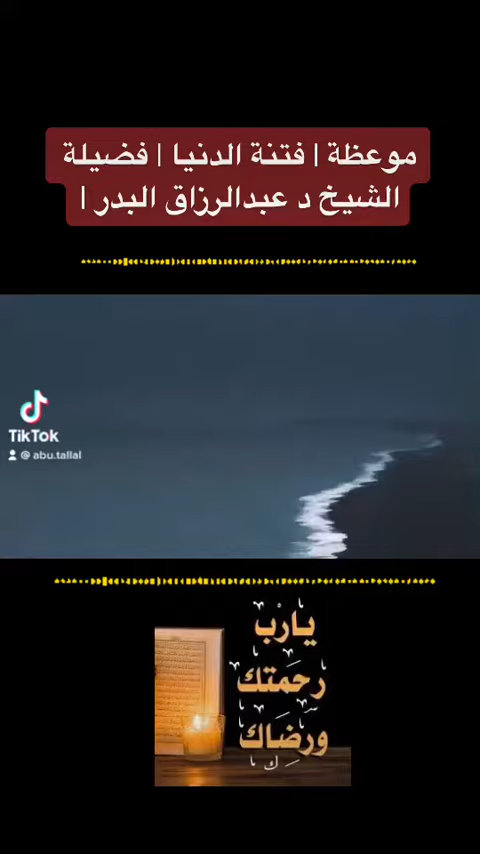 موعظة | فتنة الدنيا | فضيلة
الشيخ د عبدالرزاق البدر |
TikTok
@ abu.tallal
يارب
رحمتك
ورضاك